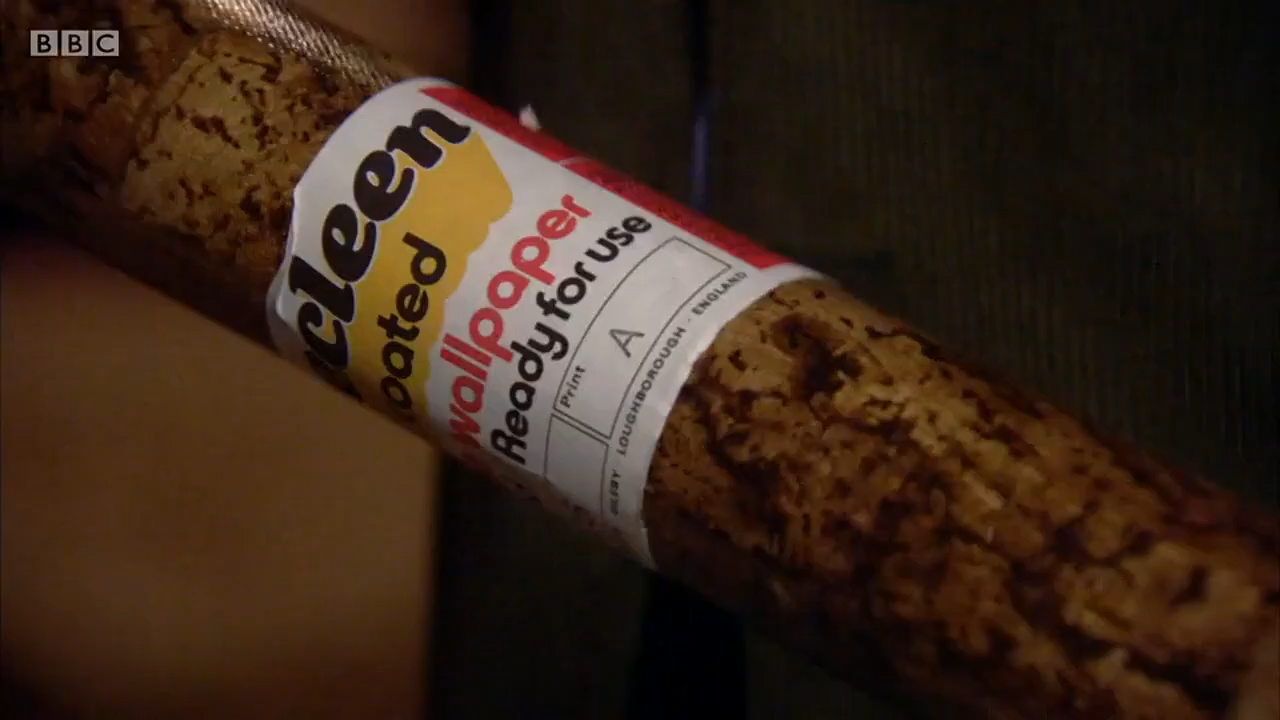 BBC
cleen
oated
wallpaper
Ready for use
Print A
LOUGHBOROUGH · ENGLAND